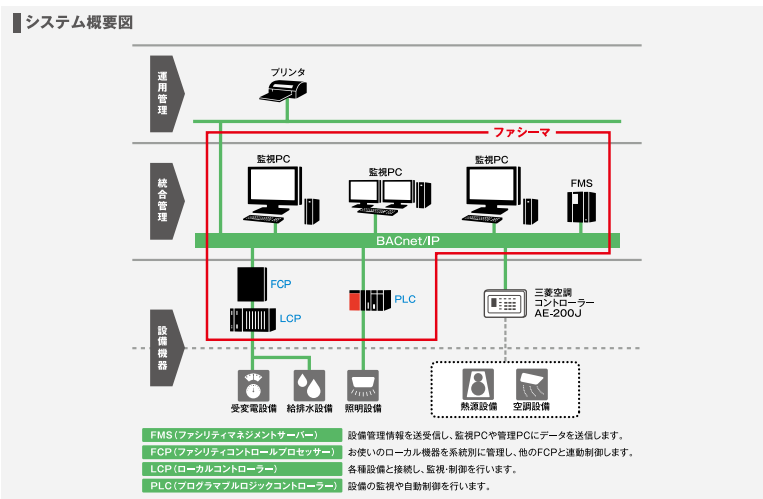 システム概要図
運用管理
プリンタ
ファシーマ
統合管理
監視PC
監視PC
監視PC
FMS
BACnet/IP
設備機器
FCP
LCP
PLC
三菱空調
コントローラー
AE-200J
受変電設備
給排水設備
照明設備
熱源設備
空調設備
FMS(ファシリティマネジメントサーバー) 設備管理情報を送受信し、監視PCや管理PCにデータを送信します。
FCP(ファシリティコントロールプロセッサー) お使いのローカル機器を系統別に管理し、他のFCPと連動制御します。
LCP(ローカルコントローラー) 各種設備と接続し、監視・制御を行います。
PLC(プログラマブルロジックコントローラー) 設備の監視や自動制御を行います。